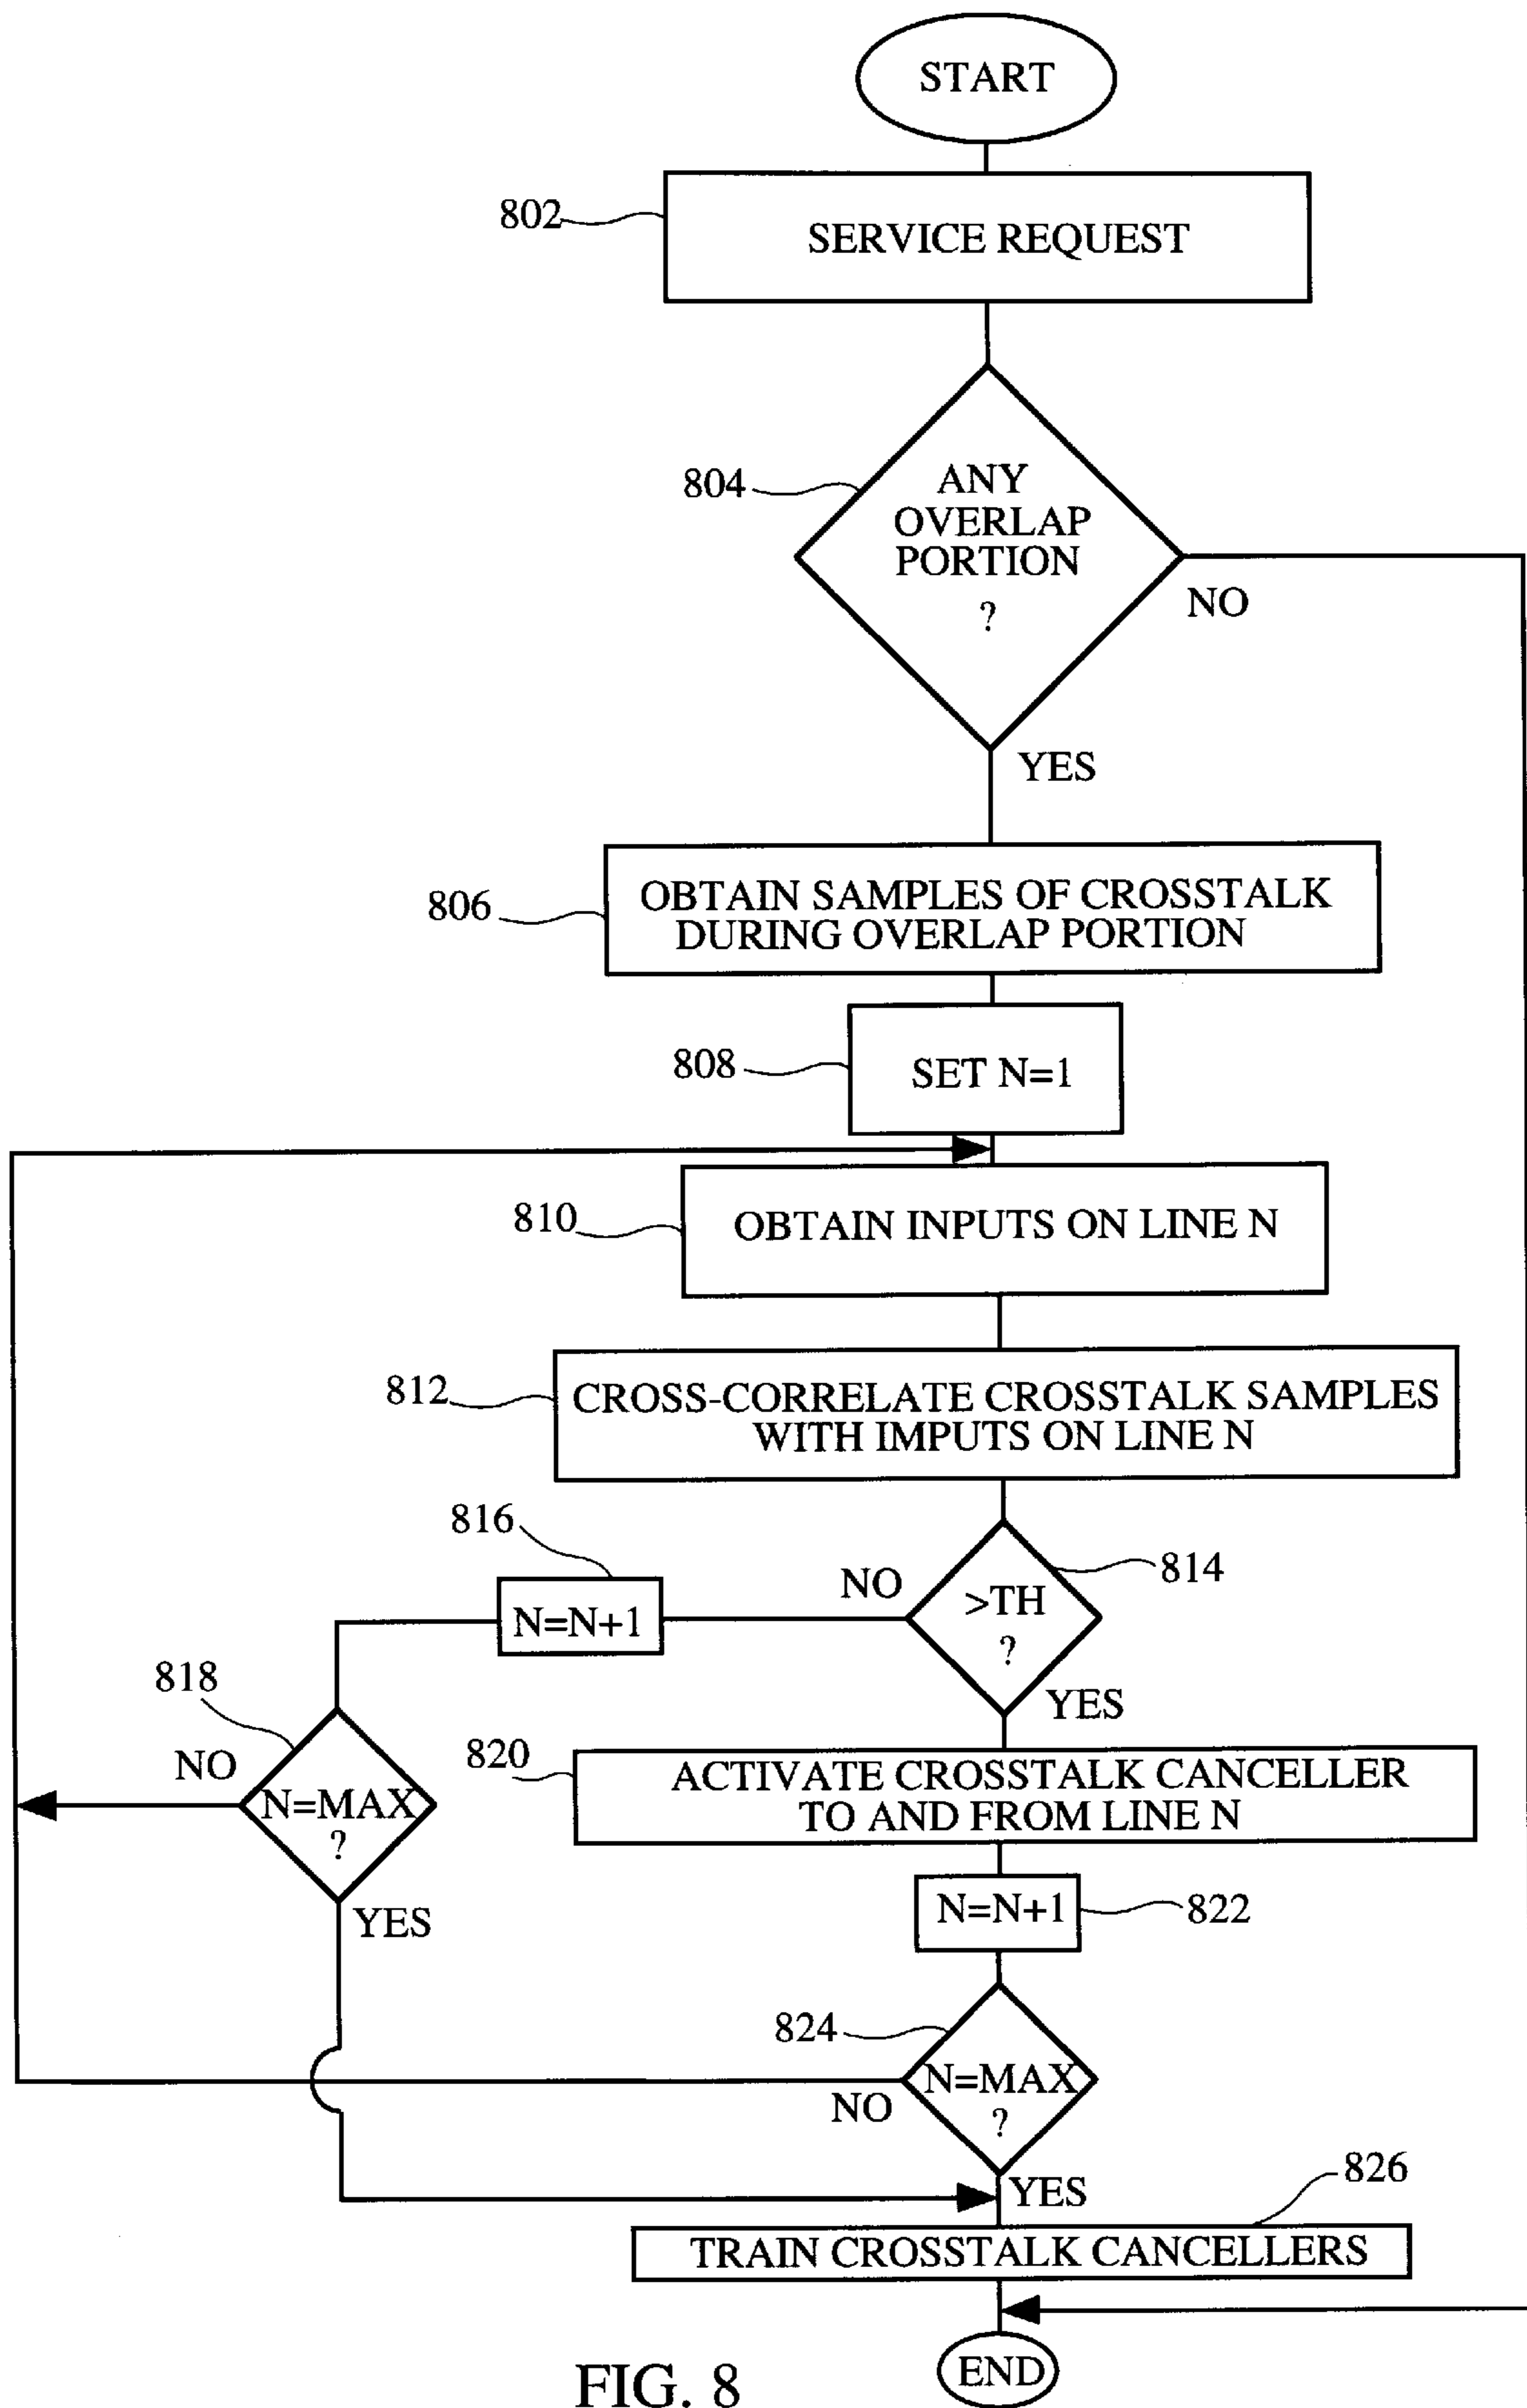 START
802
SERVICE REQUEST
804
ANY
OVERLAP
PORTION
?
NO
YES
806
OBTAIN SAMPLES OF CROSSTALK
DURING OVERLAP PORTION
808
SET N=1
810
OBTAIN INPUTS ON LINE N
812
CROSS-CORRELATE CROSSTALK SAMPLES
WITH IMPUTS ON LINE N
816
N=N+1
NO
>TH
?
814
YES
818
NO
N=MAX
?
YES
820
ACTIVATE CROSSTALK CANCELLER
TO AND FROM LINE N
N=N+1
822
824
N=MAX
?
NO
YES
826
TRAIN CROSSTALK CANCELLERS
END
FIG. 8